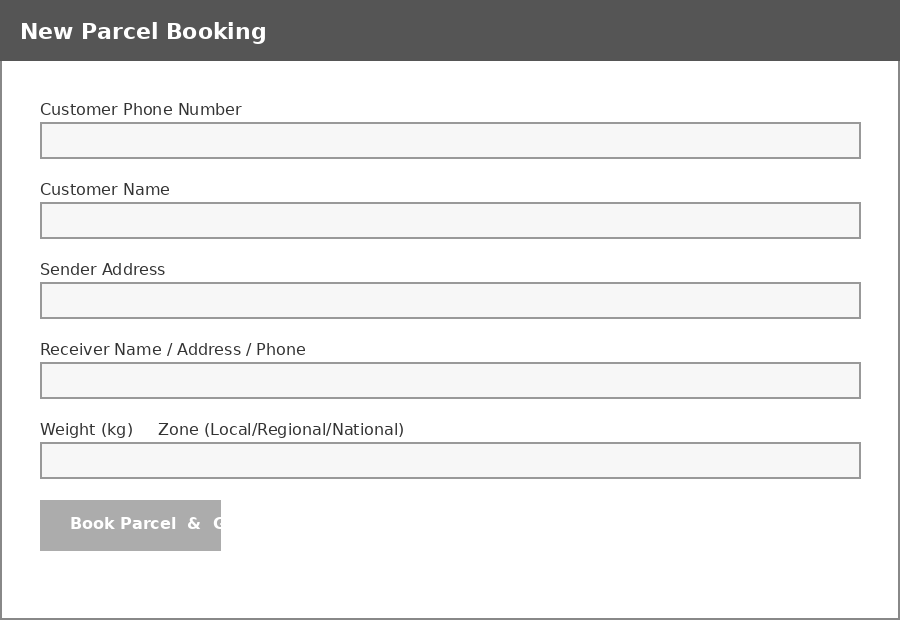 New Parcel Booking
Customer Phone Number
Customer Name
Sender Address
Receiver Name / Address / Phone
Weight (kg) Zone (Local/Regional/National)
Book Parcel & G